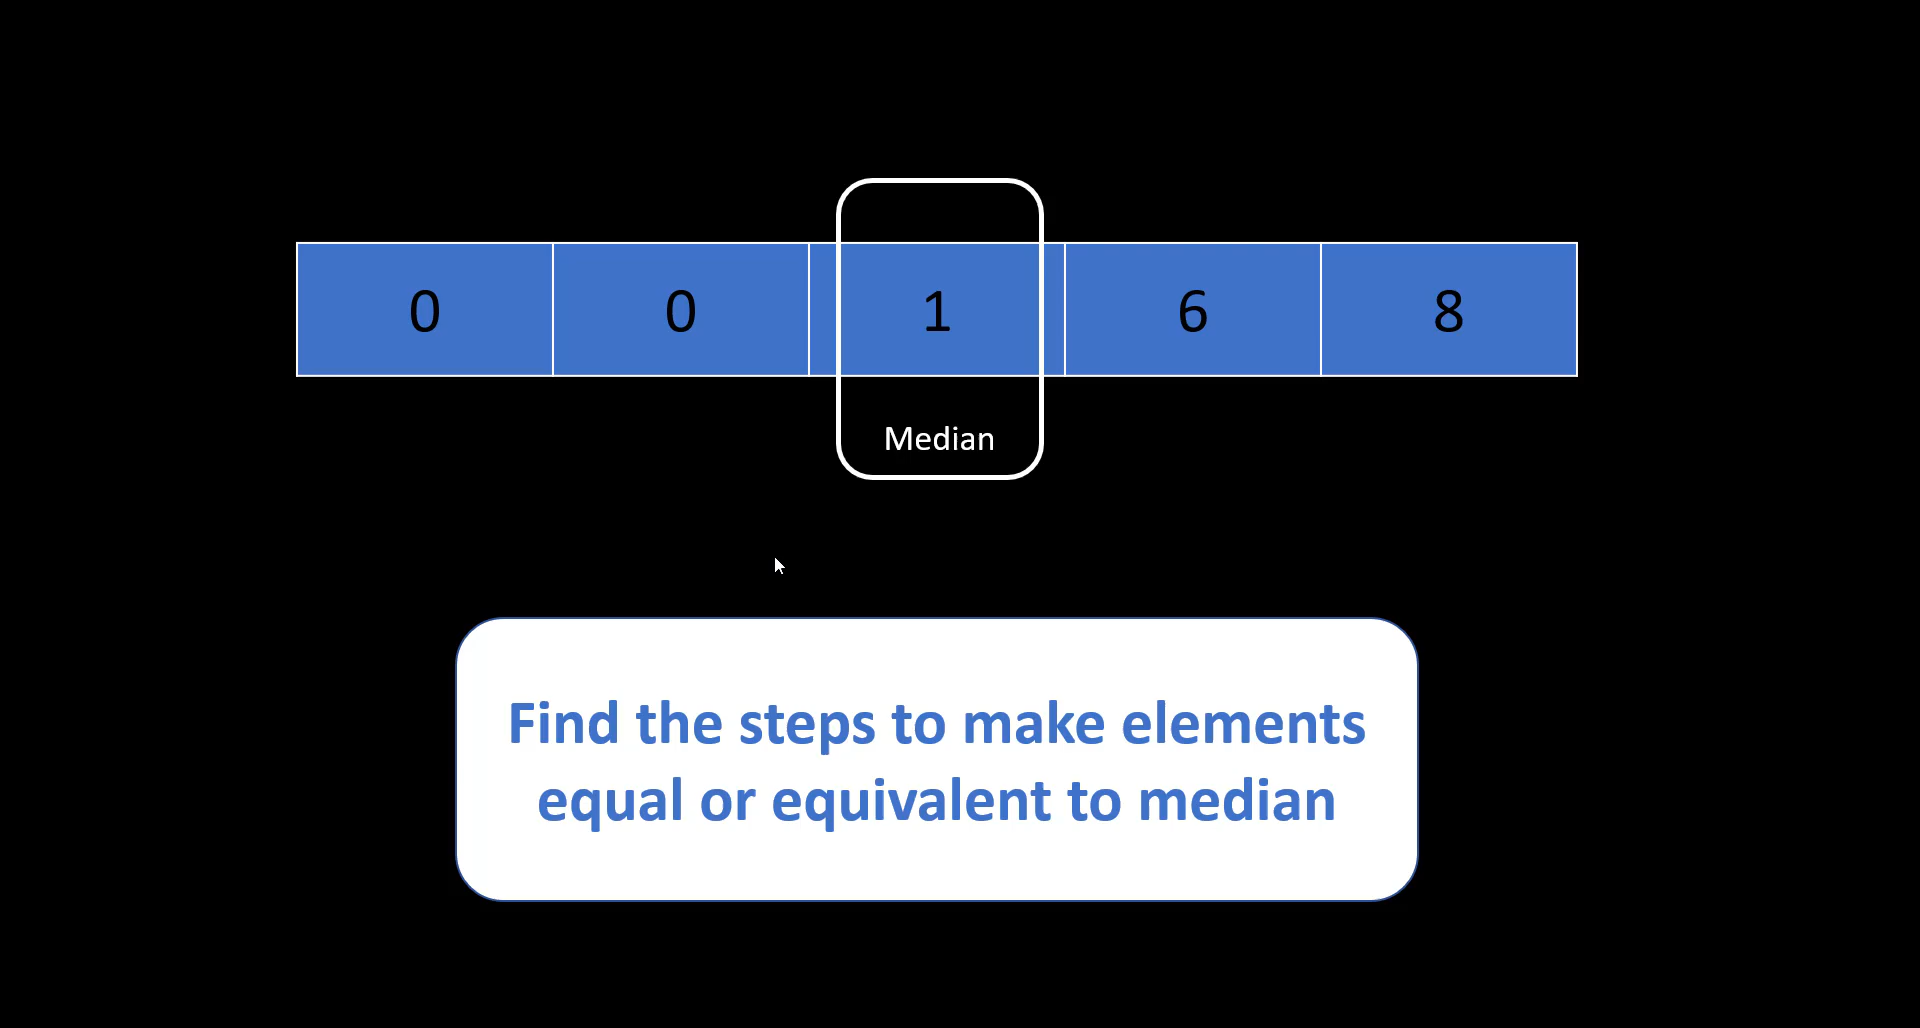 0 0 1 6 8
Median
Find the steps to make elements
equal or equivalent to median